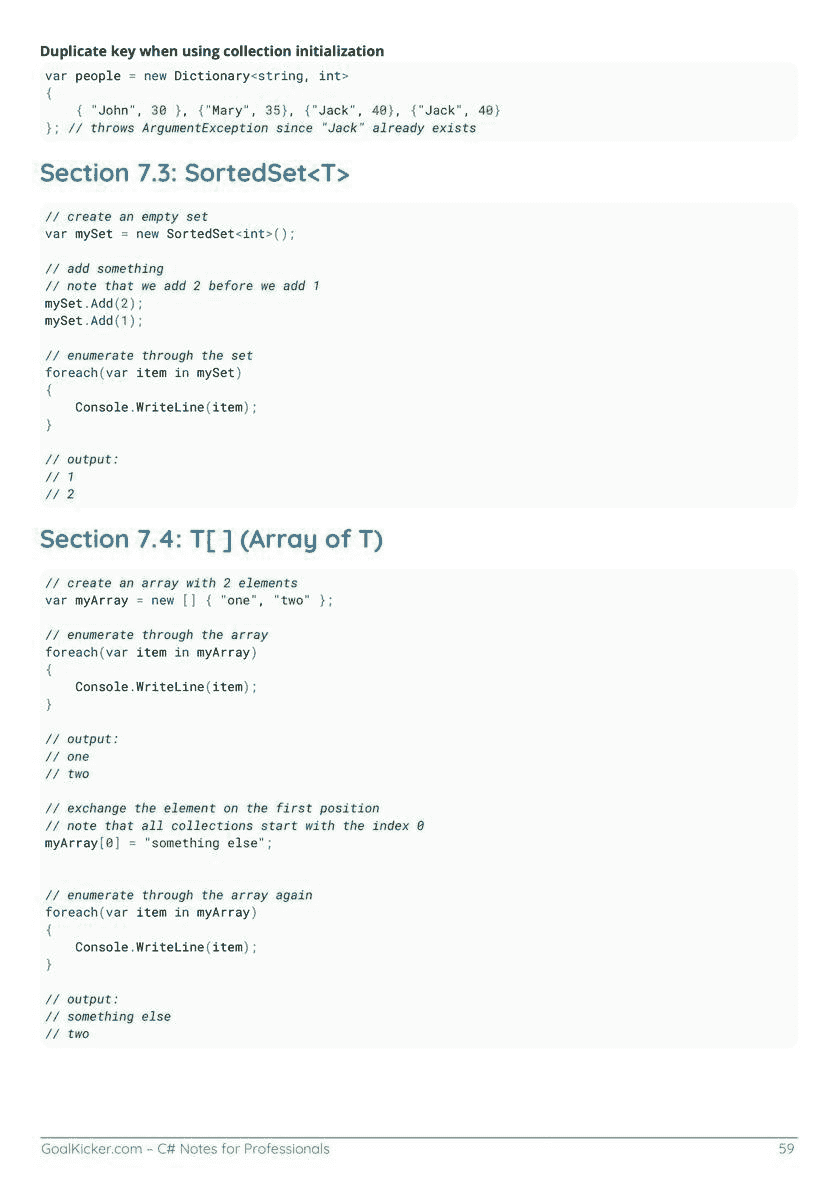 Duplicate key when using collection initialization
var people = new Dictionary<string, int>
{
    { "John", 30 }, {"Mary", 35}, {"Jack", 40}, {"Jack", 40}
}; // throws ArgumentException since "Jack" already exists
Section 7.3: SortedSet<T>
// create an empty set
var mySet = new SortedSet<int>();
// add something
// note that we add 2 before we add 1
mySet.Add(2);
mySet.Add(1);
// enumerate through the set
foreach(var item in mySet)
{
    Console.WriteLine(item);
}
// output:
// 1
// 2
Section 7.4: T[ ] (Array of T)
// create an array with 2 elements
var myArray = new [] { "one", "two" };
// enumerate through the array
foreach(var item in myArray)
{
    Console.WriteLine(item);
}
// output:
// one
// two
// exchange the element on the first position
// note that all collections start with the index 0
myArray[0] = "something else";
// enumerate through the array again
foreach(var item in myArray)
{
    Console.WriteLine(item);
}
// output:
// something else
// two
GoalKicker.com – C# Notes for Professionals 59